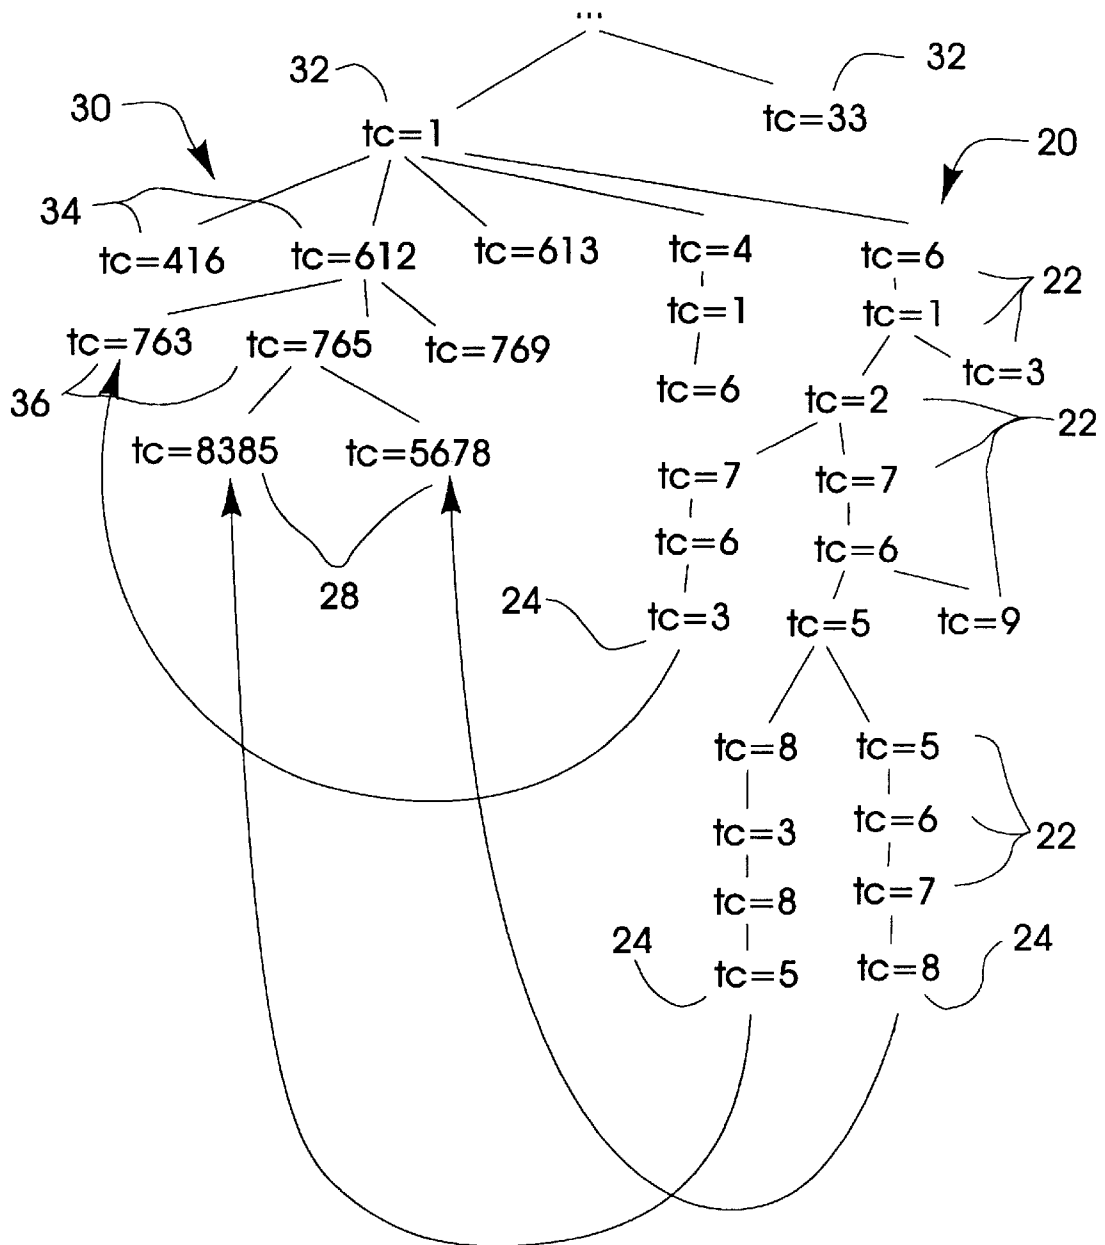 ...
32
32
30
tc=1
tc=33
20
34
tc=416
tc=612
tc=613
tc=4
tc=6
22
tc=1
tc=1
tc=763
tc=765
tc=769
tc=3
36
tc=6
tc=2
22
tc=8385
tc=5678
tc=7
tc=7
tc=6
tc=6
28
24
tc=3
tc=5
tc=9
tc=8
tc=5
tc=3
tc=6
22
tc=8
tc=7
24
24
tc=5
tc=8